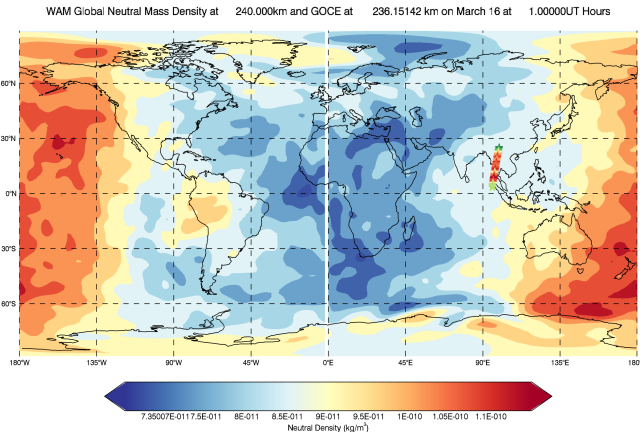 WAM Global Neutral Mass Density at 240.000km and GOCE at 236.15142 km on March 16 at 1.00000UT Hours
60°N
30°N
0°N
30°S
60°S
180°W 135°W 90°W 45°W 0°E 45°E 90°E 135°E 180
7.35007E-011 7.5E-011 8E-011 8.5E-011 9E-011 9.5E-011 1E-010 1.05E-010 1.1E-010
Neutral Density (kg/m³)